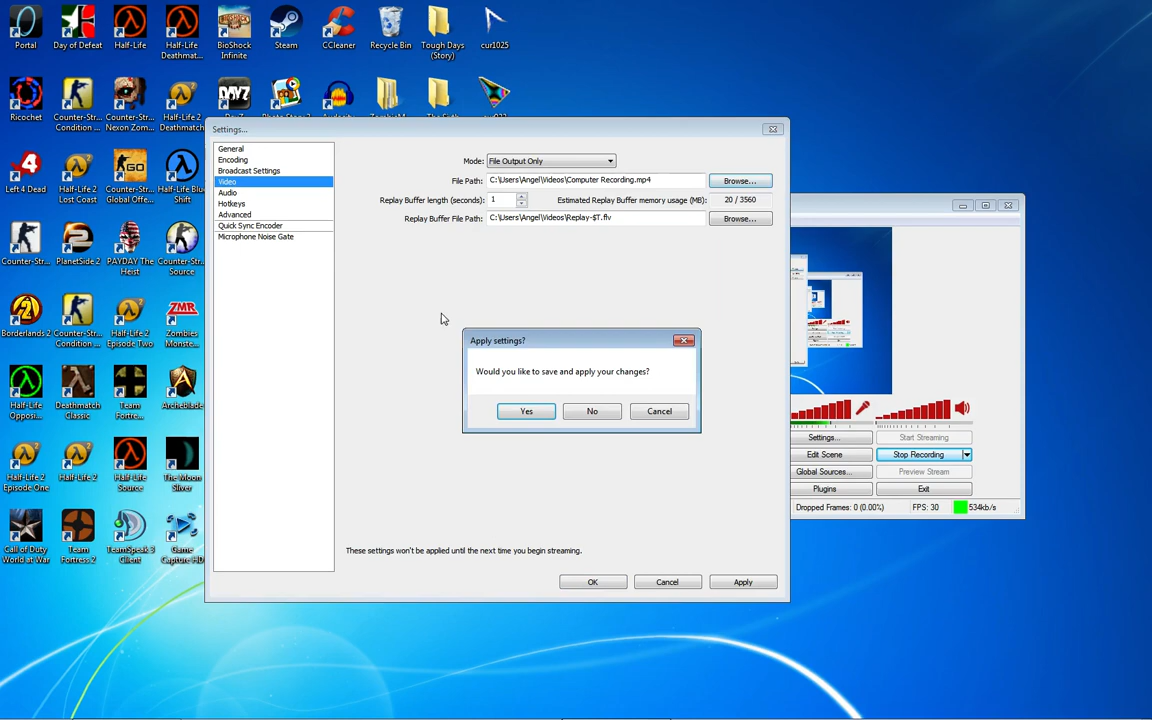 Portal
Day of Defeat
Half-Life
Half-Life
Deathmat...
BioShock
Infinite
Steam
CCleaner
Recycle Bin
Tough Days
(Story)
cur1025
Ricochet
Counter-Str...
Condition ...
Counter-Str...
Nexon Zom...
Half-Life 2
Deathmatch
Left 4 Dead
Half-Life 2
Lost Coast
Counter-Str...
Global Offe...
Half-Life Blu...
Shift
Counter-Str...
PlanetSide 2
PAYDAY The
Heist
Counter-Str...
Source
Borderlands 2
Counter-Str...
Condition ...
Half-Life 2
Episode Two
Zombies
Monste...
Half-Life
Opposi...
Deathmatch
Classic
Team
Fortre...
Archeblade
Half-Life 2
Episode One
Half-Life 2
Half-Life
Source
The Moon
Sliver
Call of Duty
World at War
Team
Fortress 2
TeamSpeak 3
Client
Game
Capture HD
Settings...
General
Encoding
Broadcast Settings
Video
Audio
Hotkeys
Advanced
Quick Sync Encoder
Microphone Noise Gate
Mode: File Output Only
File Path: C:\Users\Angel\Videos\Computer Recording.mp4 Browse...
Replay Buffer length (seconds): 1 Estimated Replay Buffer memory usage (MB): 20 / 3560
Replay Buffer File Path: C:\Users\Angel\Videos\Replay-$T.flv Browse...
Apply settings?
Would you like to save and apply your changes?
Yes No Cancel
These settings won't be applied until the next time you begin streaming.
OK Cancel Apply
Settings... Start Streaming
Edit Scene Stop Recording
Global Sources... Preview Stream
Plugins Exit
Dropped Frames: 0 (0.00%) FPS: 30 534kb/s